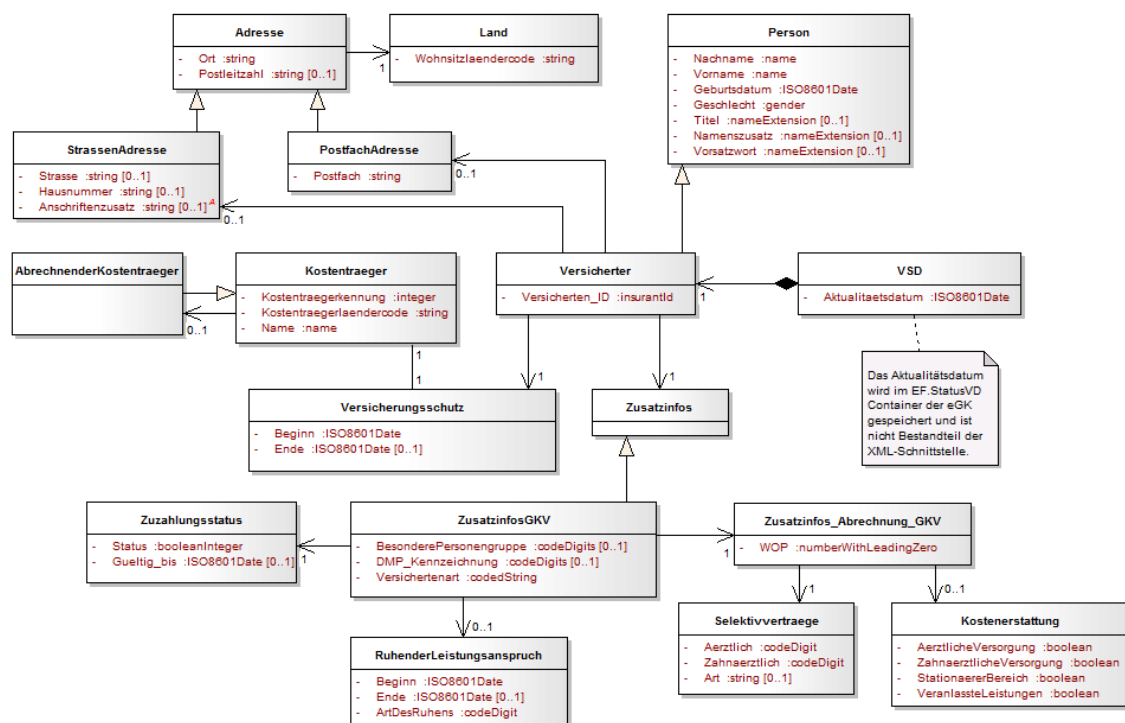 Adresse
- Ort :string
- Postleitzahl :string [0..1]
1
Land
- Wohnsitzlaendercode :string
Person
- Nachname :name
- Vorname :name
- Geburtsdatum :ISO8601Date
- Geschlecht :gender
- Titel :nameExtension [0..1]
- Namenszusatz :nameExtension [0..1]
- Vorsatzwort :nameExtension [0..1]
StrassenAdresse
- Strasse :string [0..1]
- Hausnummer :string [0..1]
- Anschriftenzusatz :string [0..1]
0..1
PostfachAdresse
- Postfach :string
0..1
AbrechnenderKostentraeger
0..1
Kostentraeger
- Kostentraegerkennung :integer
- Kostentraegerlaendercode :string
- Name :name
1
Versicherter
- Versicherten_ID :insurantId
1
VSD
- Aktualitaetsdatum :ISO8601Date
Das Aktualitätsdatum
wird im EF.StatusVD
Container der eGK
gespeichert und ist
nicht Bestandteil der
XML-Schnittstelle.
1
1
1
Versicherungsschutz
- Beginn :ISO8601Date
- Ende :ISO8601Date [0..1]
Zusatzinfos
Zuzahlungsstatus
- Status :booleanInteger
- Gueltig_bis :ISO8601Date [0..1]
1
ZusatzinfosGKV
- BesonderePersonengruppe :codeDigits [0..1]
- DMP_Kennzeichnung :codeDigits [0..1]
- Versichertenart :codedString
1
Zusatzinfos_Abrechnung_GKV
- WOP :numberWithLeadingZero
0..1
1
0..1
RuhenderLeistungsanspruch
- Beginn :ISO8601Date
- Ende :ISO8601Date [0..1]
- ArtDesRuhens :codeDigit
Selektivvertraege
- Aerztlich :codeDigit
- Zahnaerztlich :codeDigit
- Art :string [0..1]
Kostenerstattung
- AerztlicheVersorgung :boolean
- ZahnaerztlicheVersorgung :boolean
- StationaererBereich :boolean
- VeranlassteLeistungen :boolean